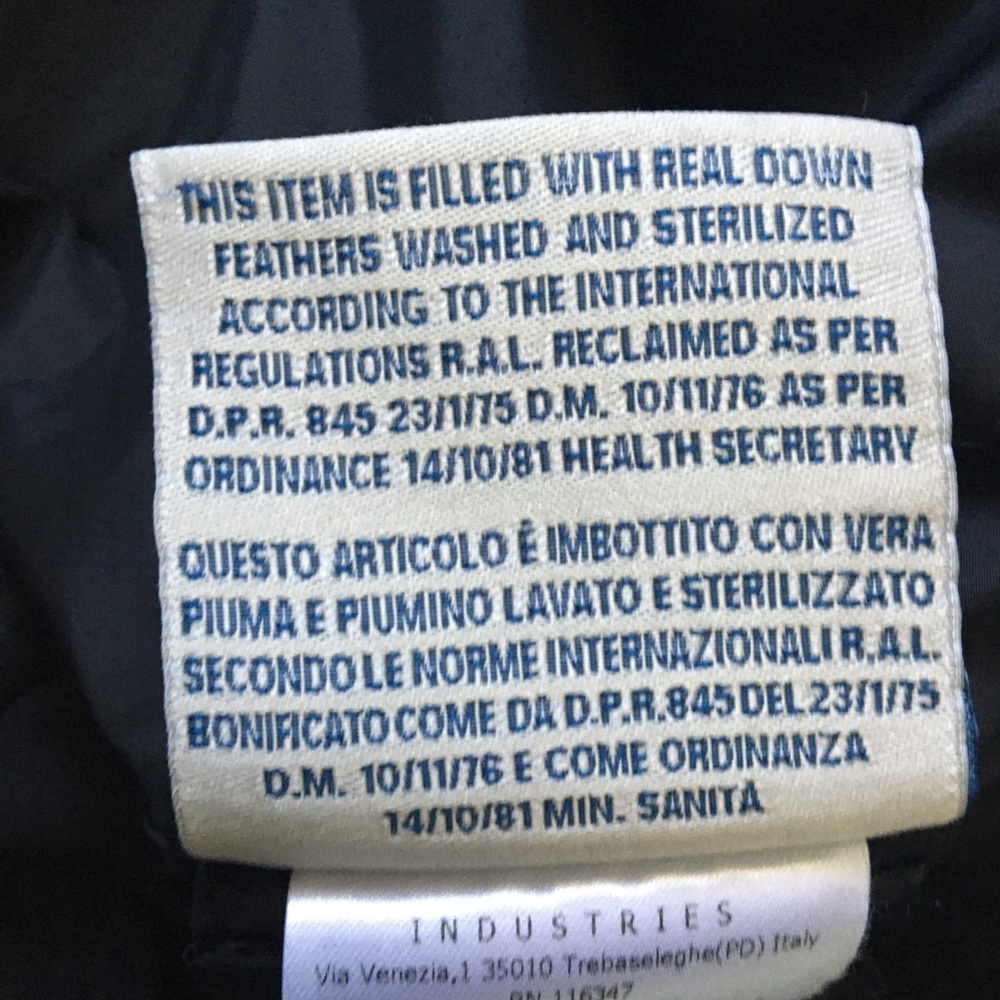 THIS ITEM IS FILLED WITH REAL DOWN
FEATHERS WASHED AND STERILIZED
ACCORDING TO THE INTERNATIONAL
REGULATIONS R.A.L. RECLAIMED AS PER
D.P.R. 845 23/1/75 D.M. 10/11/76 AS PER
ORDINANCE 14/10/81 HEALTH SECRETARY
QUESTO ARTICOLO È IMBOTTITO CON VERA
PIUMA E PIUMINO LAVATO E STERILIZZATO
SECONDO LE NORME INTERNAZIONALI R.A.L.
BONIFICATO COME DA D.P.R.845 DEL 23/1/75
D.M. 10/11/76 E COME ORDINANZA
14/10/81 MIN. SANITÀ
INDUSTRIES
Via Venezia,1 35010 Trebaseleghe(PD) Italy
RN 116347